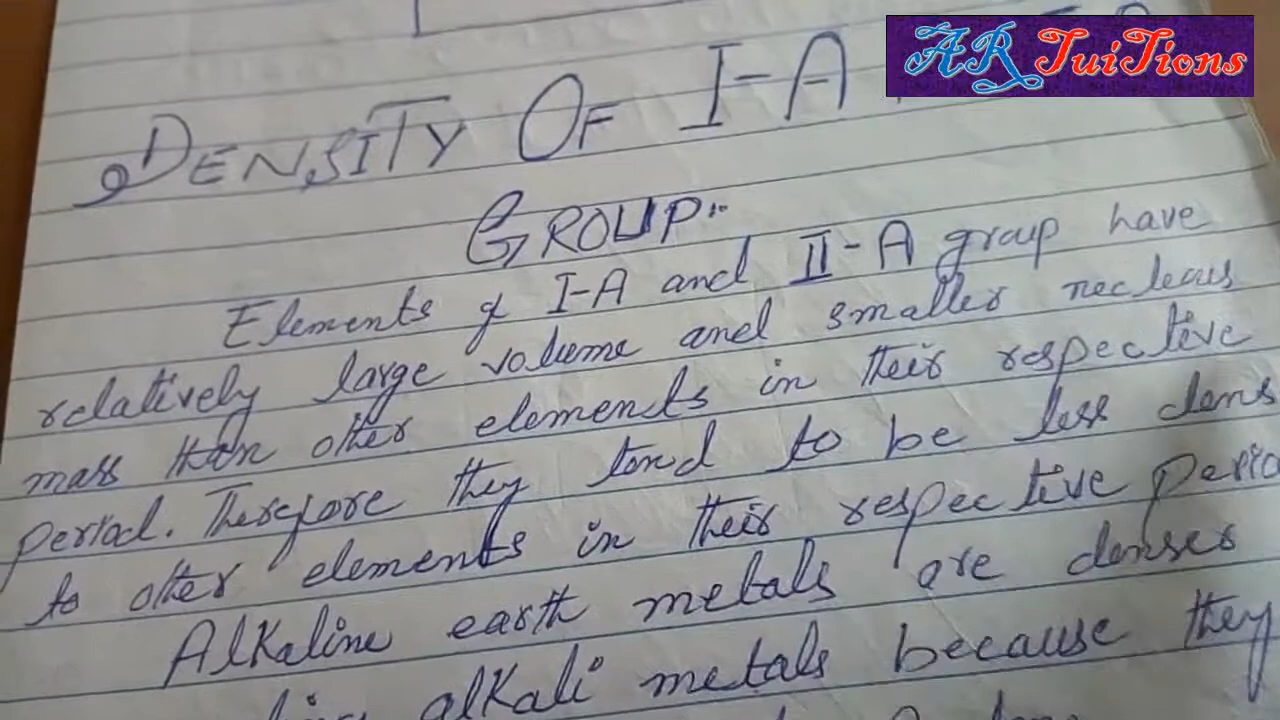 AR TuiTions
DENSITY OF I-A
GROUP:-
Elements of I-A and II-A group have
relatively large volume and smaller necleaus
mass than other elements in their respective
period. Therefore they tend to be less dens
to other elements in their respective perio
Alkaline earth metals are denser
alkali metals because they